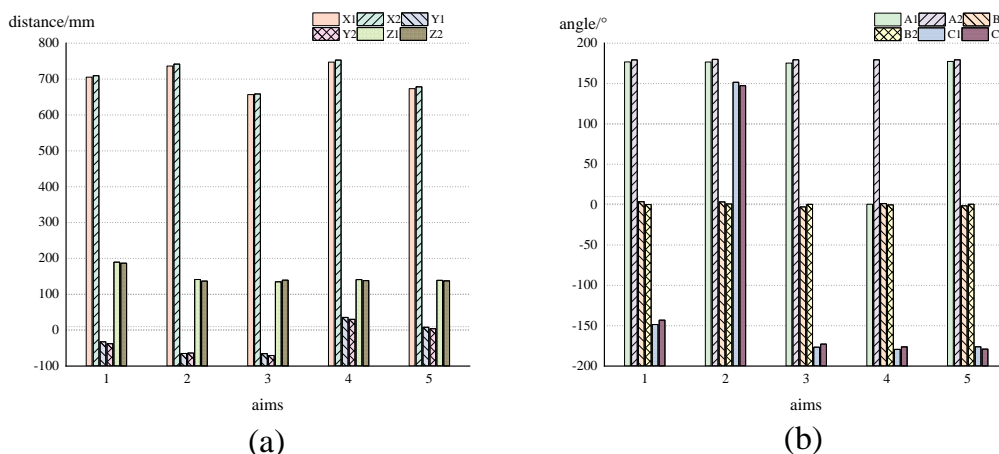 distance/mm
X1 X2 Y1
Y2 Z1 Z2
800
700
600
500
400
300
200
100
0
-100
1 2 3 4 5
aims
(a)
angle/°
A1 A2 B
B2 C1 C
200
150
100
50
0
-50
-100
-150
-200
1 2 3 4 5
aims
(b)